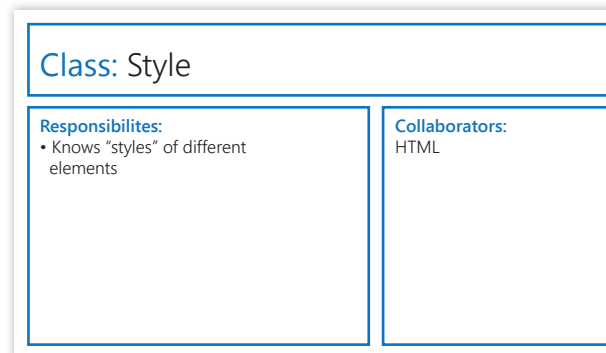 Class: Style
Responsibilites:
• Knows “styles” of different
elements
Collaborators:
HTML